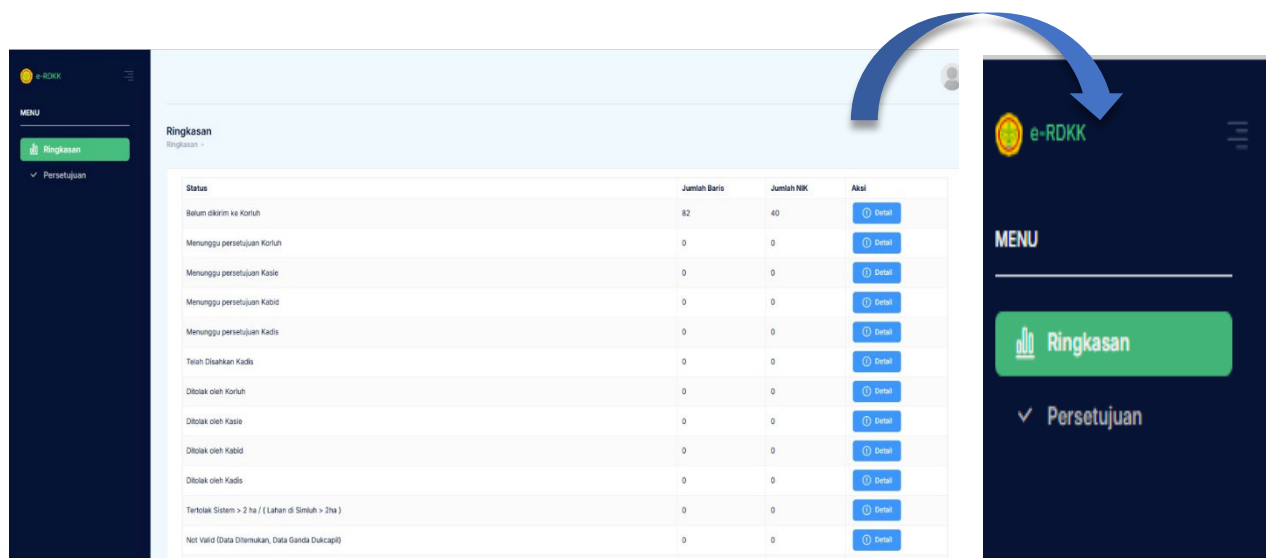 e-RDKK
MENU
Ringkasan
Persetujuan
Ringkasan
Ringkasan -
Status Jumlah Baris Jumlah NIK Aksi
Belum dikirim ke Korluh 82 40 Detail
Menunggu persetujuan Korluh 0 0 Detail
Menunggu persetujuan Kasie 0 0 Detail
Menunggu persetujuan Kabid 0 0 Detail
Menunggu persetujuan Kadis 0 0 Detail
Telah Disahkan Kadis 0 0 Detail
Ditolak oleh Korluh 0 0 Detail
Ditolak oleh Kasie 0 0 Detail
Ditolak oleh Kabid 0 0 Detail
Ditolak oleh Kadis 0 0 Detail
Tertolak Sistem > 2 ha / ( Lahan di Simluh > 2ha ) 0 0 Detail
Not Valid (Data Ditemukan, Data Ganda Dukcapil) 0 0 Detail
e-RDKK
MENU
Ringkasan
Persetujuan